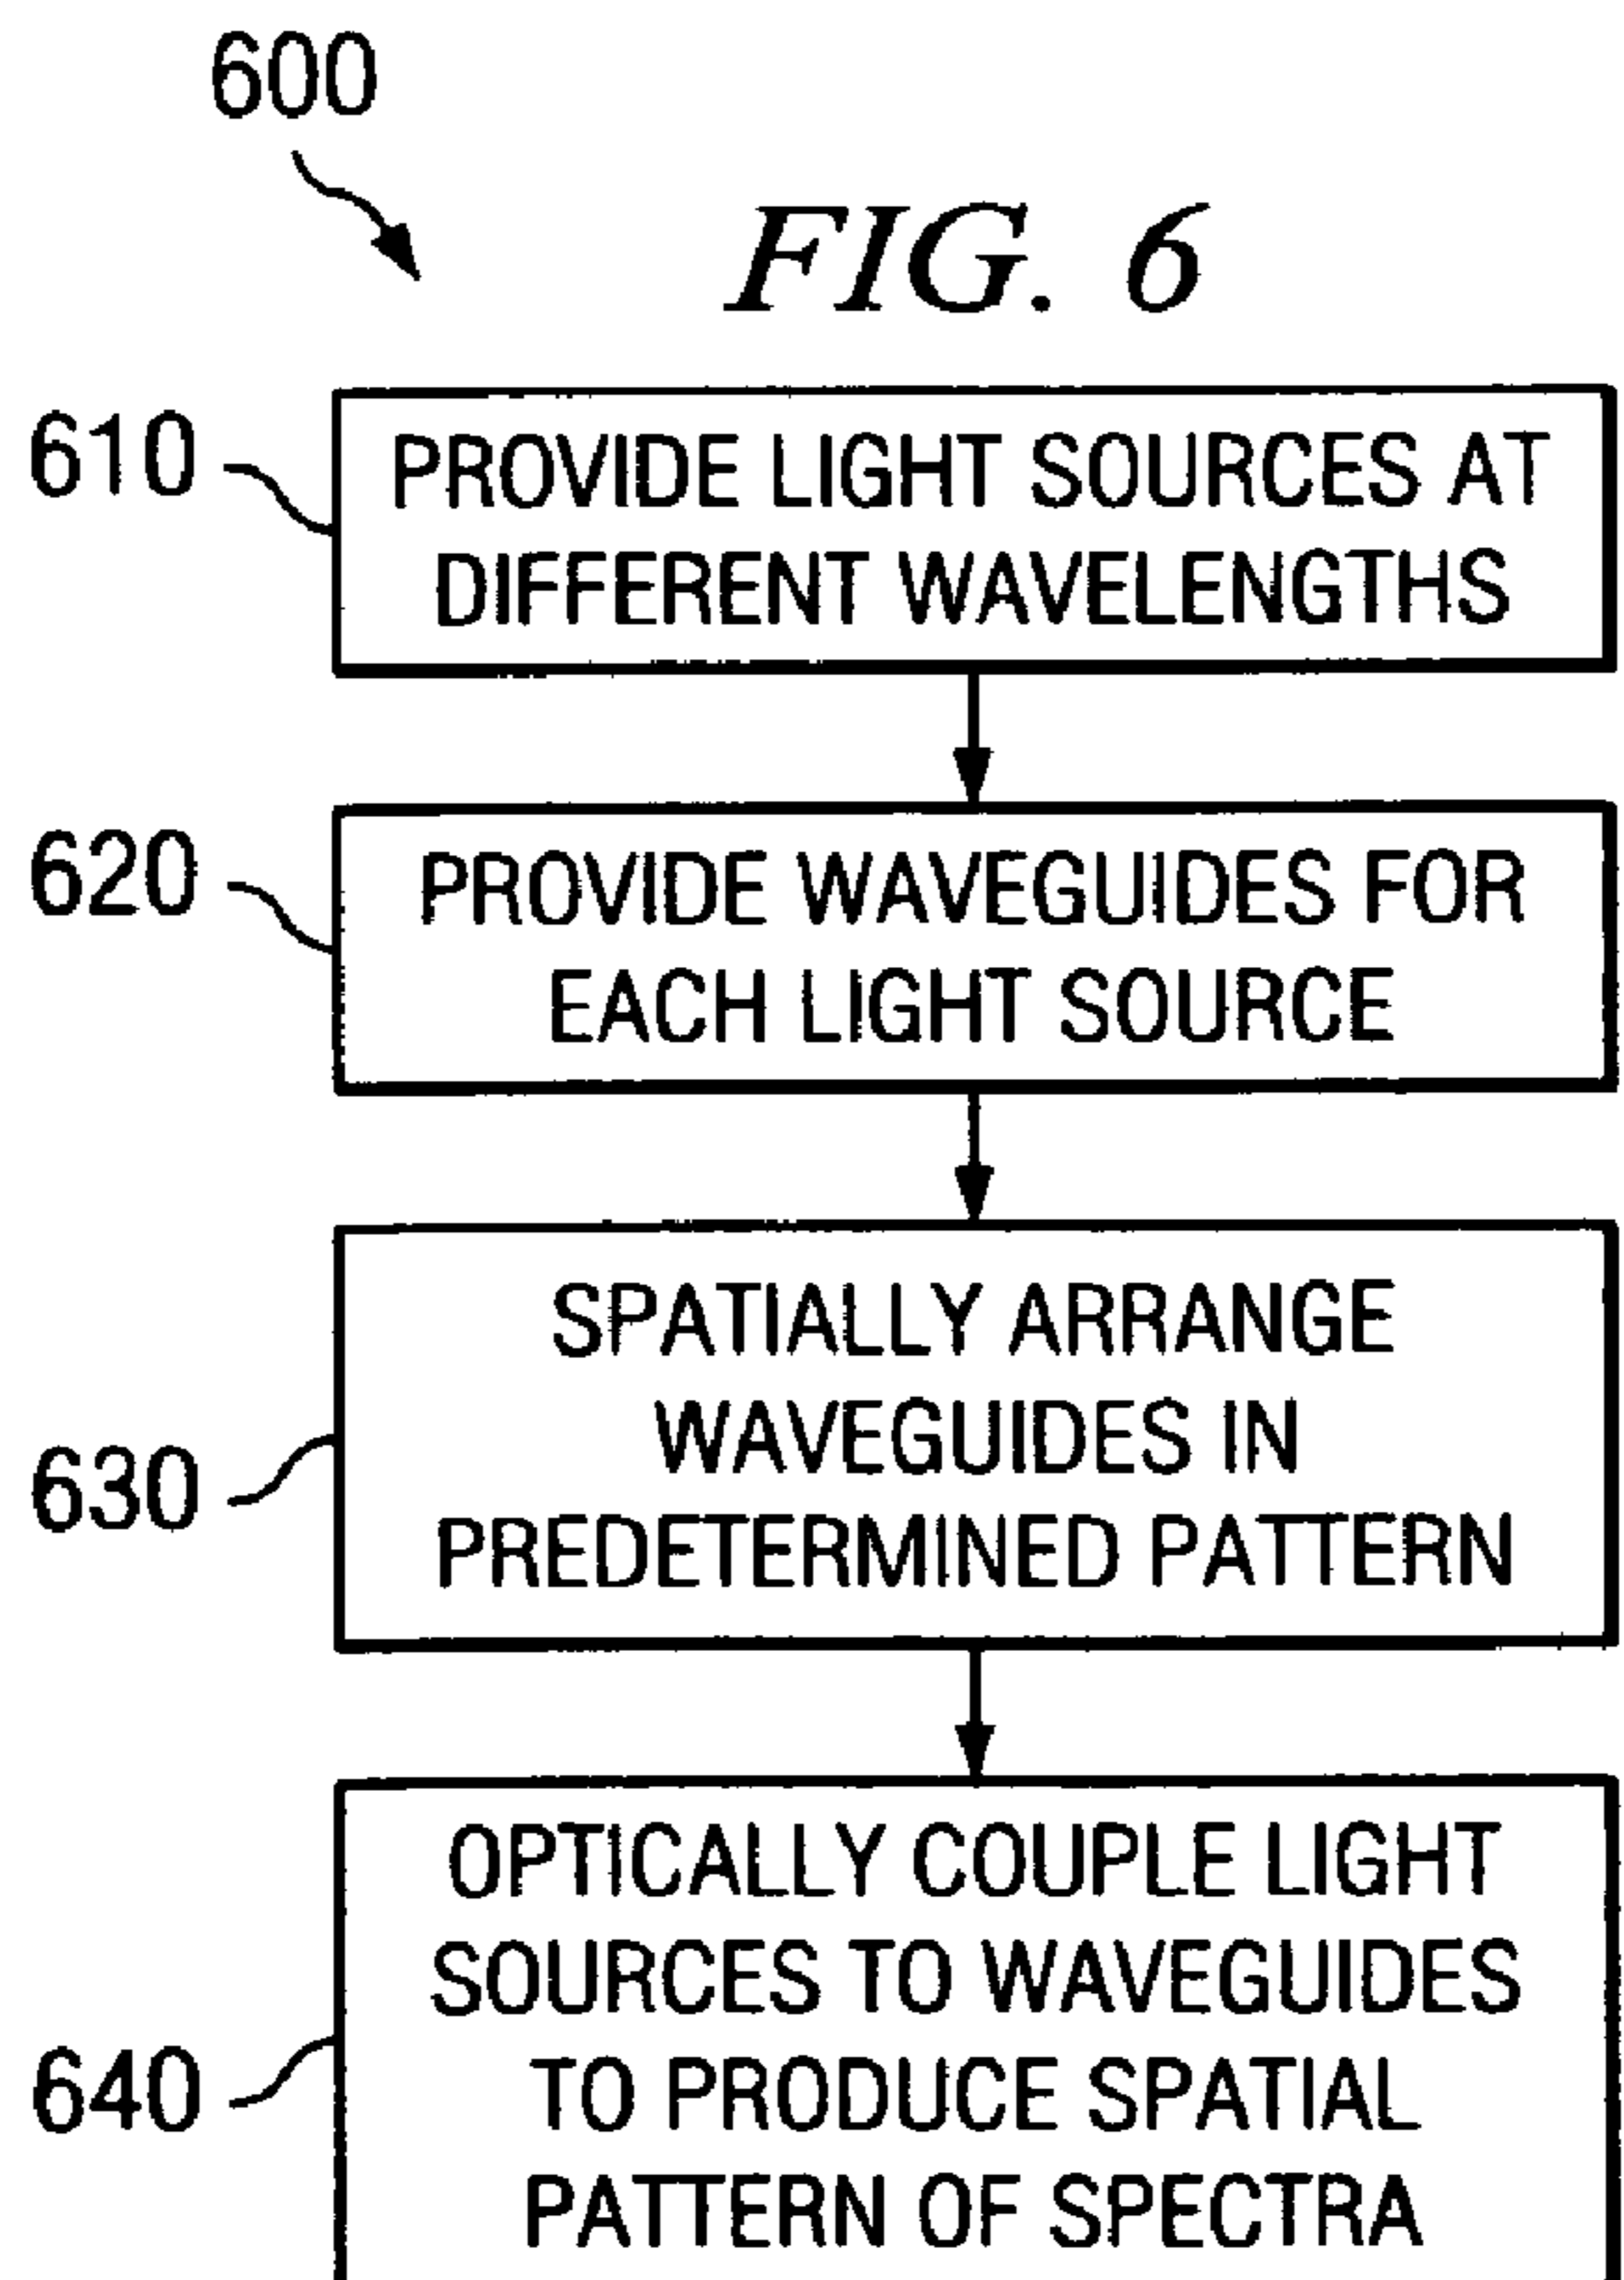 600
FIG. 6
610
PROVIDE LIGHT SOURCES AT
DIFFERENT WAVELENGTHS
620
PROVIDE WAVEGUIDES FOR
EACH LIGHT SOURCE
630
SPATIALLY ARRANGE
WAVEGUIDES IN
PREDETERMINED PATTERN
640
OPTICALLY COUPLE LIGHT
SOURCES TO WAVEGUIDES
TO PRODUCE SPATIAL
PATTERN OF SPECTRA